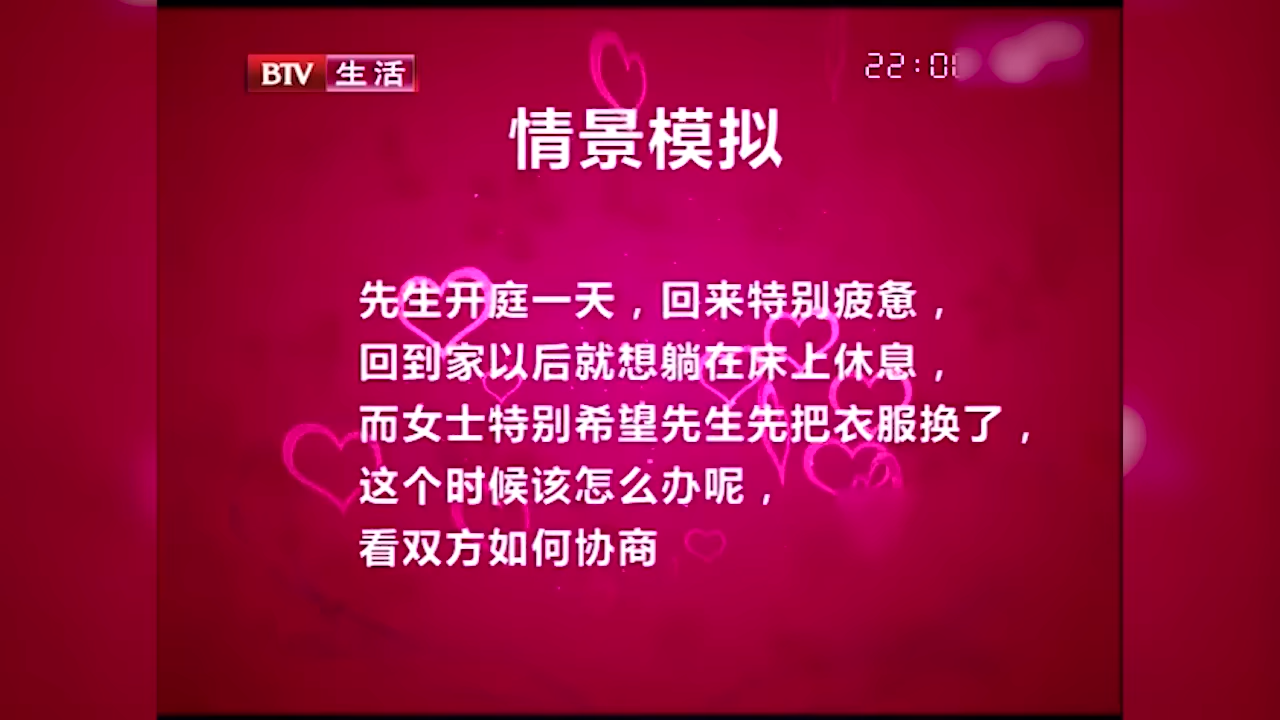 BTV 生活
22:0
情景模拟
先生开庭一天，回来特别疲惫，
回到家以后就想躺在床上休息，
而女士特别希望先生先把衣服换了，
这个时候该怎么办呢，
看双方如何协商